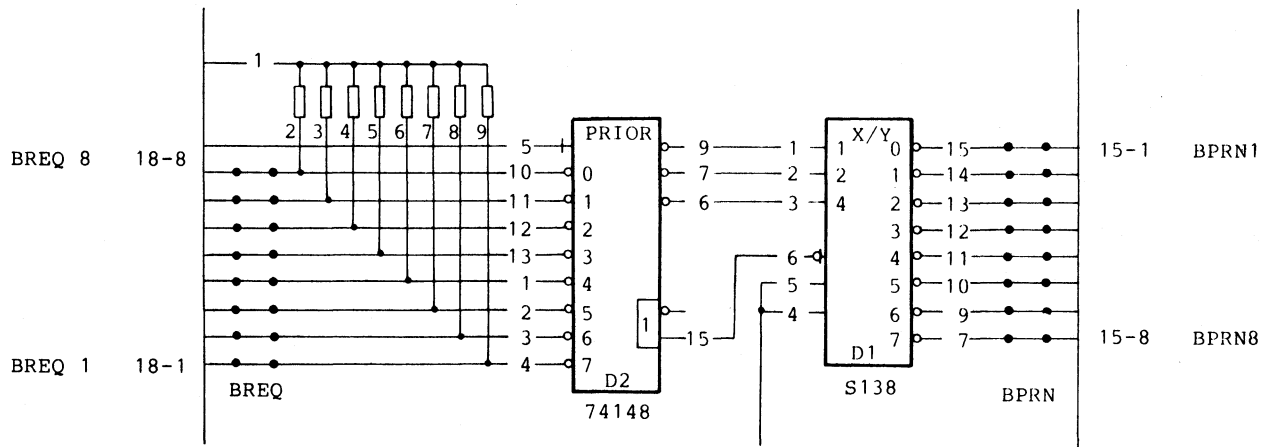 1
2 3 4 5 6 7 8 9
PRIOR X/Y
BREQ 8 18-8 5 9 1 1 0 15 15-1 BPRN1
10 0 7 2 2 1 14
11 1 6 3 4 2 13
12 2 3 12
13 3 6 4 11
1 4 5 5 10
2 5 1 4 6 9
3 6 15 7 7 15-8 BPRN8
BREQ 1 18-1 4 7 D1
BREQ D2 S138 BPRN
74148